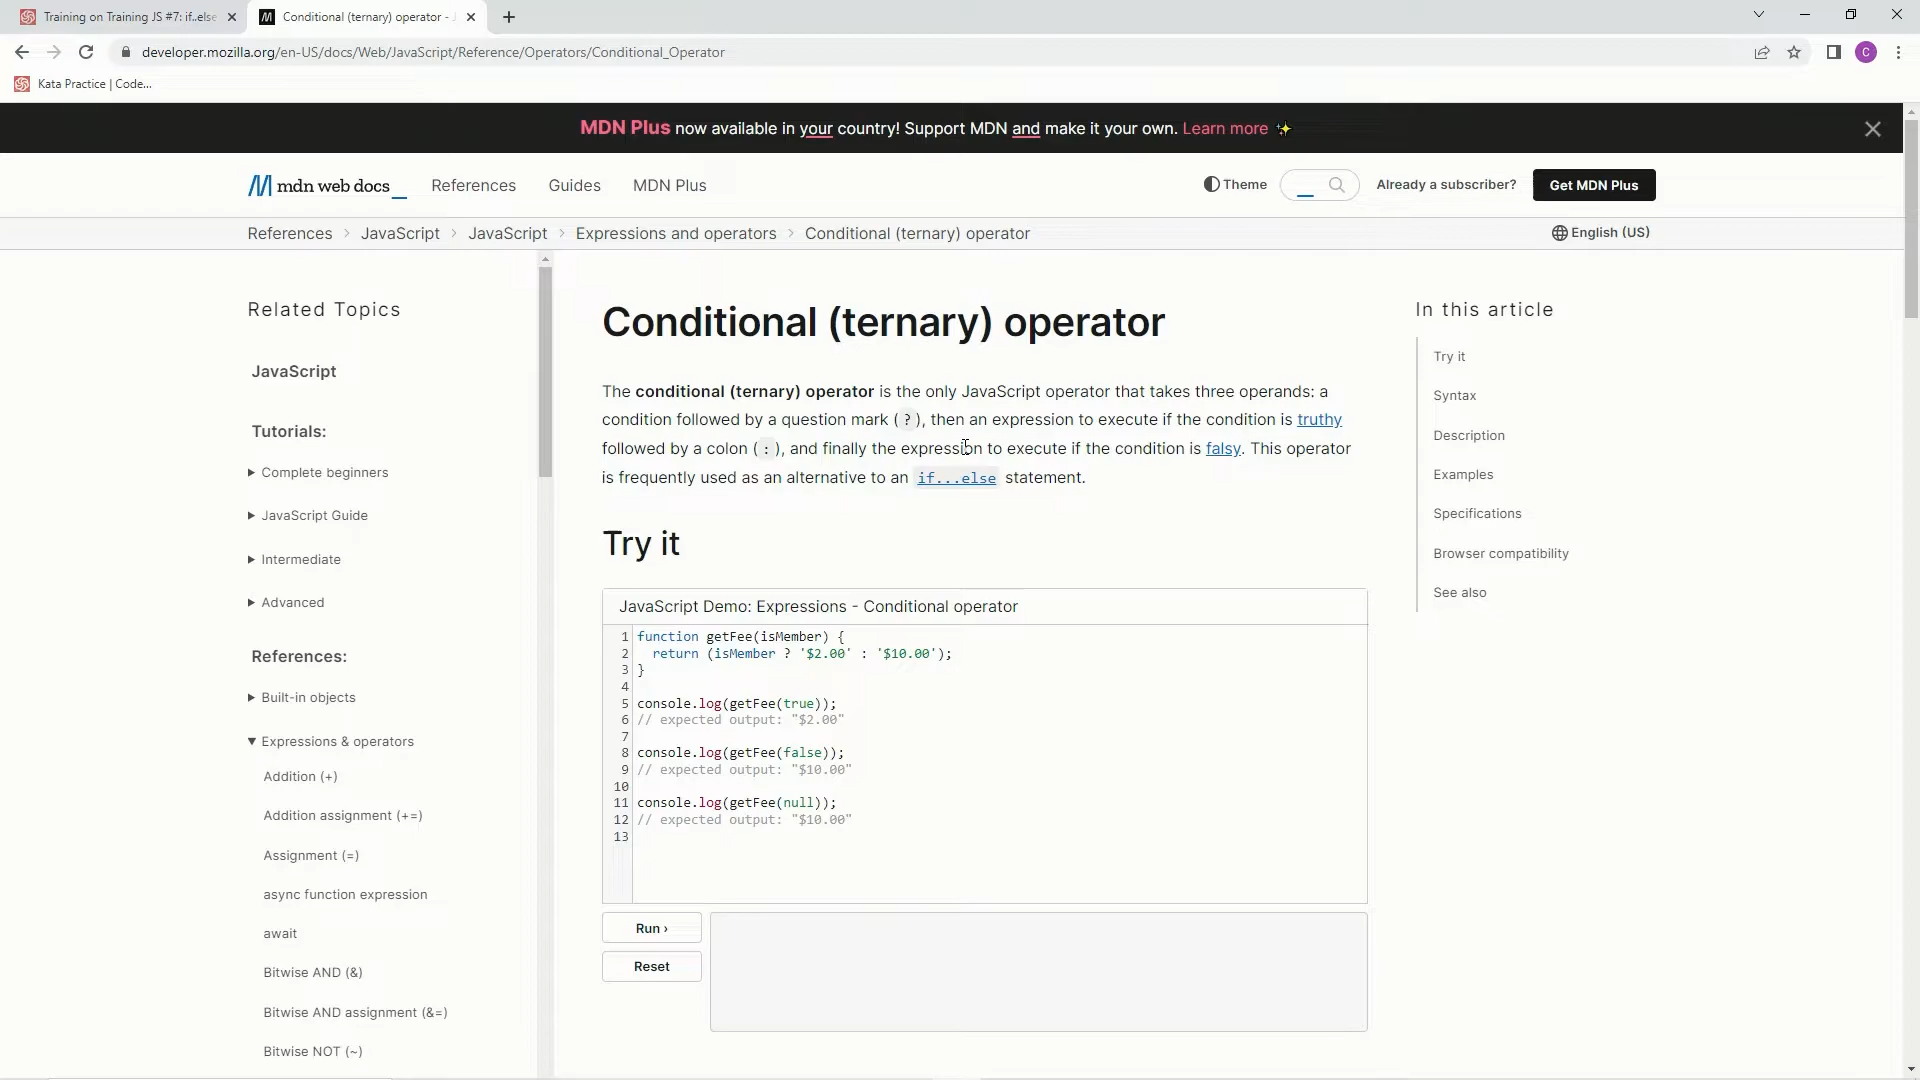 Training on Training JS #7: if..else
Conditional (ternary) operator -
developer.mozilla.org/en-US/docs/Web/JavaScript/Reference/Operators/Conditional_Operator
C
Kata Practice | Code...
MDN Plus now available in your country! Support MDN and make it your own. Learn more ✨
mdn web docs_
References
Guides
MDN Plus
Theme
Already a subscriber?
Get MDN Plus
References > JavaScript > JavaScript > Expressions and operators > Conditional (ternary) operator
English (US)
Related Topics
JavaScript
Tutorials:
Complete beginners
JavaScript Guide
Intermediate
Advanced
References:
Built-in objects
Expressions & operators
Addition (+)
Addition assignment (+=)
Assignment (=)
async function expression
await
Bitwise AND (&)
Bitwise AND assignment (&=)
Bitwise NOT (~)
Conditional (ternary) operator
The conditional (ternary) operator is the only JavaScript operator that takes three operands: a
condition followed by a question mark (?), then an expression to execute if the condition is truthy
followed by a colon (:), and finally the expression to execute if the condition is falsy. This operator
is frequently used as an alternative to an if...else statement.
Try it
JavaScript Demo: Expressions - Conditional operator
1 function getFee(isMember) {
2   return (isMember ? '$2.00' : '$10.00');
3 }
4
5 console.log(getFee(true));
6 // expected output: "$2.00"
7
8 console.log(getFee(false));
9 // expected output: "$10.00"
10
11 console.log(getFee(null));
12 // expected output: "$10.00"
13
Run ›
Reset
In this article
Try it
Syntax
Description
Examples
Specifications
Browser compatibility
See also